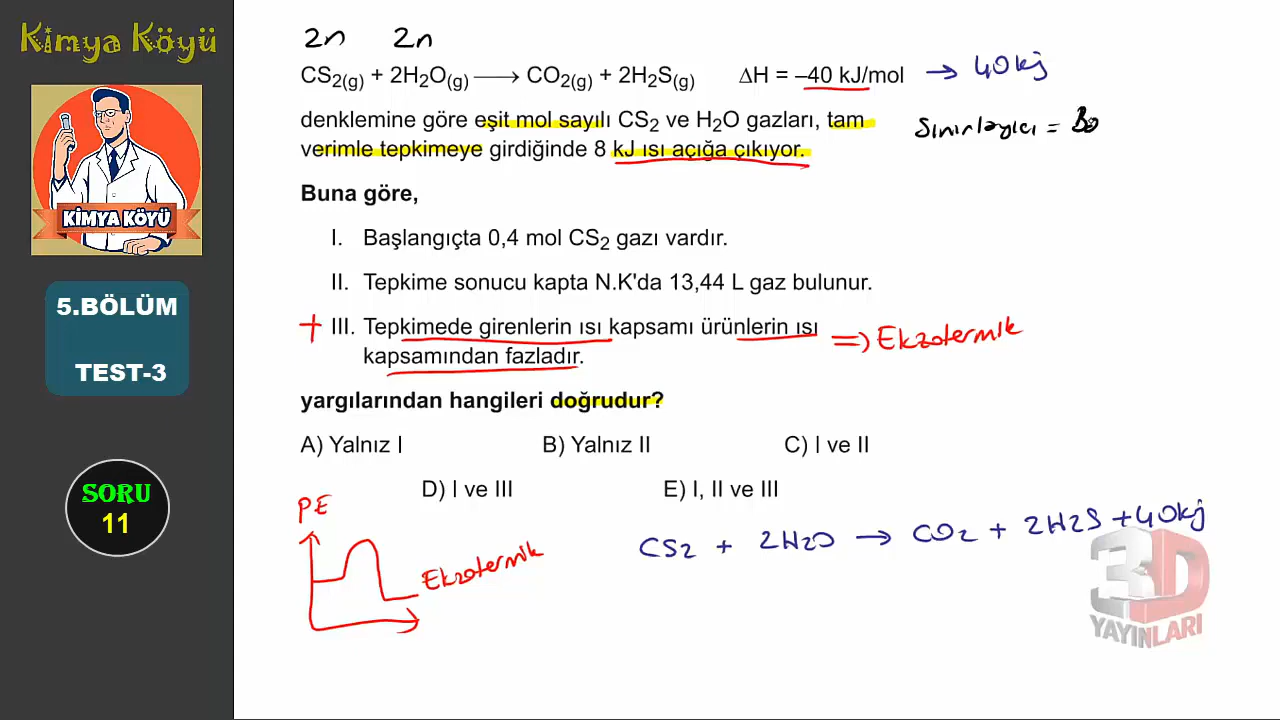 Kimya Köyü
KİMYA KÖYÜ
5.BÖLÜM
TEST-3
SORU
11
2n 2n
CS2(g) + 2H2O(g) ⟶ CO2(g) + 2H2S(g) ΔH = –40 kJ/mol → 40kj
denklemine göre eşit mol sayılı CS2 ve H2O gazları, tam
verimle tepkimeye girdiğinde 8 kJ ısı açığa çıkıyor.
Sınırlayıcı =
Buna göre,
I. Başlangıçta 0,4 mol CS2 gazı vardır.
II. Tepkime sonucu kapta N.K'da 13,44 L gaz bulunur.
+ III. Tepkimede girenlerin ısı kapsamı ürünlerin ısı
kapsamından fazladır.
=> Ekzotermik
yargılarından hangileri doğrudur?
A) Yalnız I B) Yalnız II C) I ve II
D) I ve III E) I, II ve III
PE
Ekzotermik
CS2 + 2H2O → CO2 + 2H2S + 40kj
3D
YAYINLARI